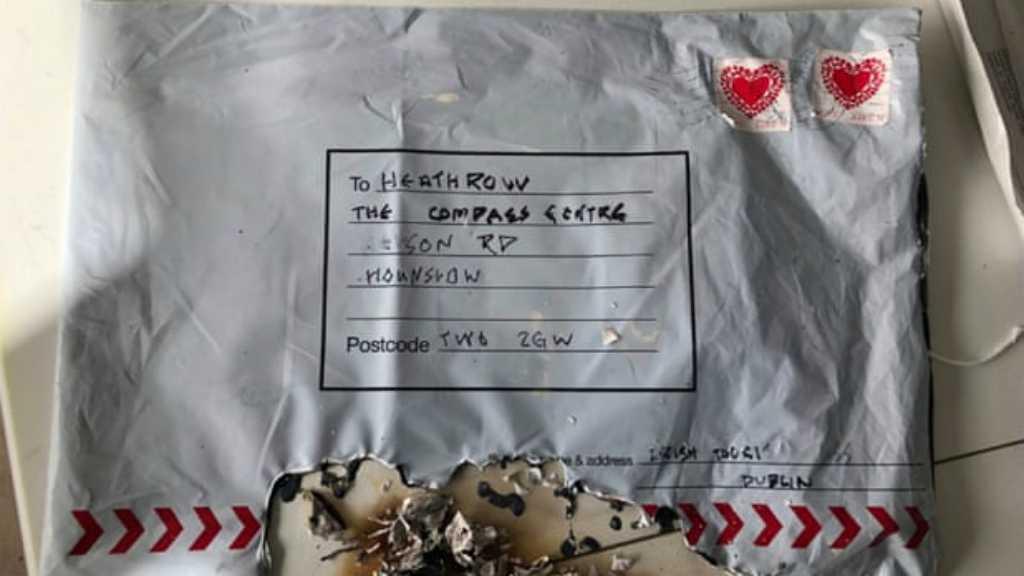 To HEATHROW
THE COMPASS CENTRE
RD
HOUNSLOW
Postcode TW6 2GW
& address
DUBLIN